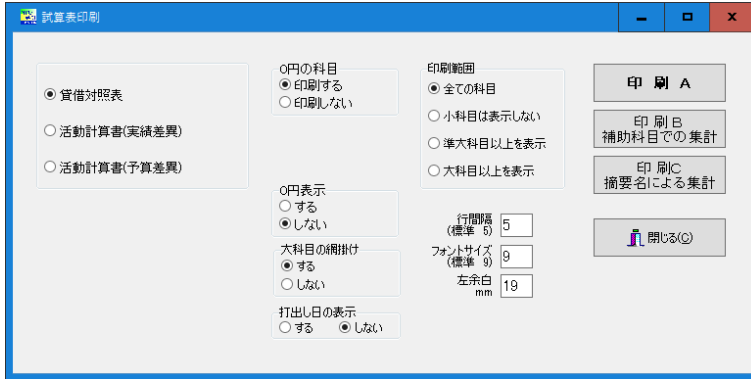 試算表印刷
貸借対照表
活動計算書(実績差異)
活動計算書(予算差異)
0円の科目
印刷する
印刷しない
0円表示
する
しない
大科目の網掛け
する
しない
打出し日の表示
する
しない
印刷範囲
全ての科目
小科目は表示しない
準大科目以上を表示
大科目以上を表示
行間隔
(標準 5)
5
フォントサイズ
(標準 9)
9
左余白
mm
19
印 刷 A
印 刷 B
補助科目での集計
印 刷C
摘要名による集計
閉じる(C)